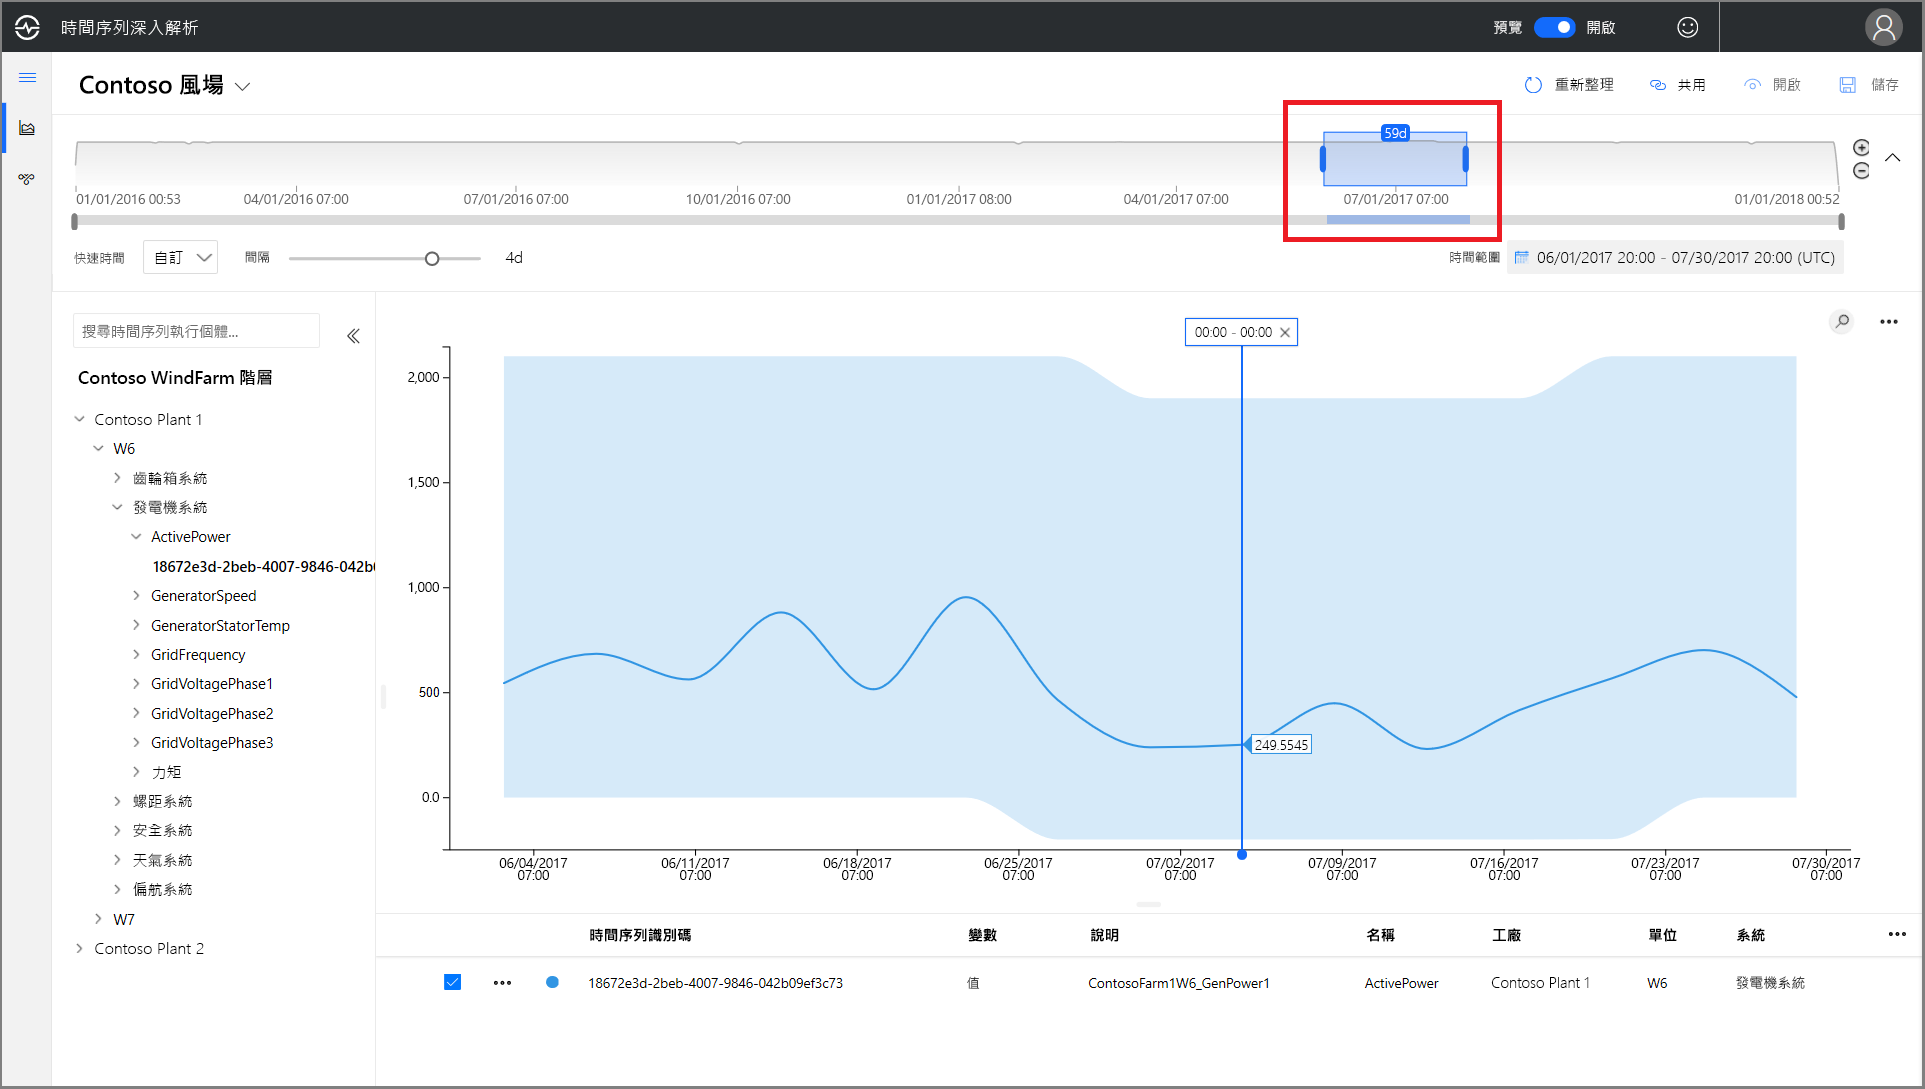 時間序列深入解析
預覽 開啟
Contoso 風場
重新整理 共用 開啟 儲存
59d
01/01/2016 00:53 04/01/2016 07:00 07/01/2016 07:00 10/01/2016 07:00 01/01/2017 08:00 04/01/2017 07:00 07/01/2017 07:00 01/01/2018 00:52
快速時間 自訂 間隔 4d 時間範圍 06/01/2017 20:00 - 07/30/2017 20:00 (UTC)
搜尋時間序列執行個體...
Contoso WindFarm 階層
Contoso Plant 1
W6
齒輪箱系統
發電機系統
ActivePower
18672e3d-2beb-4007-9846-042b
GeneratorSpeed
GeneratorStatorTemp
GridFrequency
GridVoltagePhase1
GridVoltagePhase2
GridVoltagePhase3
力矩
螺距系統
安全系統
天氣系統
偏航系統
W7
Contoso Plant 2
00:00 - 00:00
2,000
1,500
1,000
500
0.0
249.5545
06/04/2017 06/11/2017 06/18/2017 06/25/2017 07/02/2017 07/09/2017 07/16/2017 07/23/2017 07/30/2017
07:00 07:00 07:00 07:00 07:00 07:00 07:00 07:00 07:00
時間序列識別碼 變數 說明 名稱 工廠 單位 系統
18672e3d-2beb-4007-9846-042b09ef3c73 值 ContosoFarm1W6_GenPower1 ActivePower Contoso Plant 1 W6 發電機系統